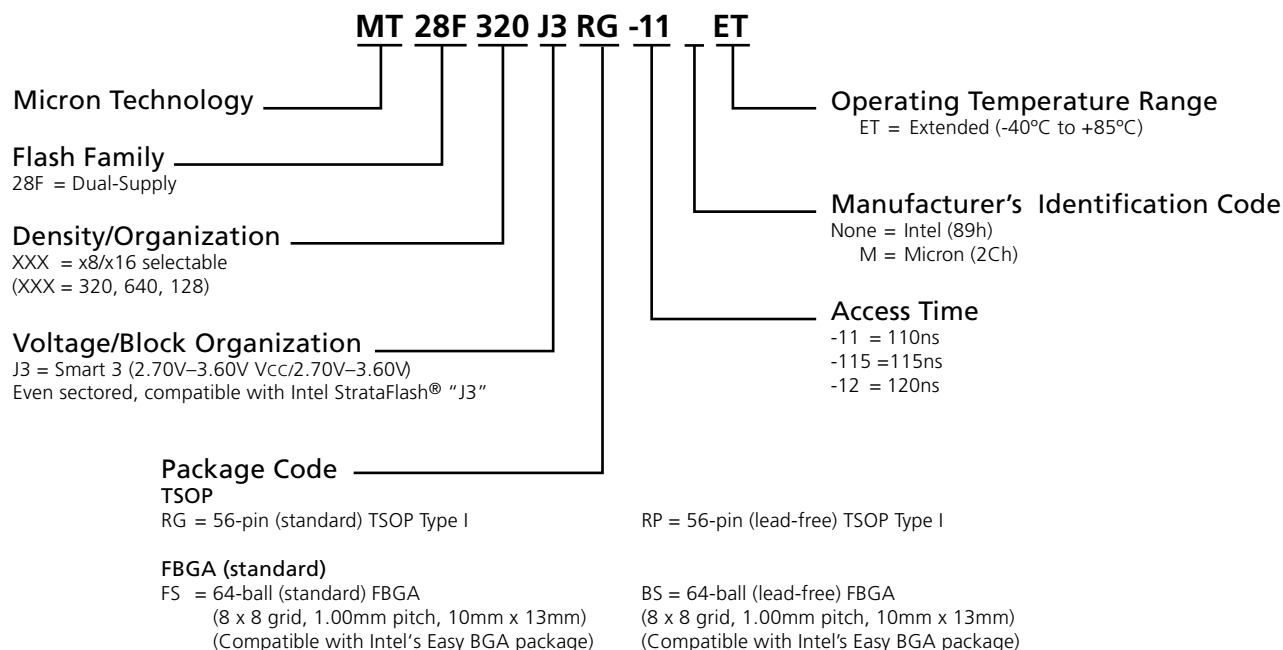 MT 28F 320 J3 RG -11 ET
Micron Technology
Flash Family
28F = Dual-Supply
Density/Organization
XXX = x8/x16 selectable
(XXX = 320, 640, 128)
Voltage/Block Organization
J3 = Smart 3 (2.70V–3.60V VCC/2.70V–3.60V)
Even sectored, compatible with Intel StrataFlash® “J3”
Operating Temperature Range
ET = Extended (-40ºC to +85ºC)
Manufacturer’s Identification Code
None = Intel (89h)
M = Micron (2Ch)
Access Time
-11 = 110ns
-115 =115ns
-12 = 120ns
Package Code
TSOP
RG = 56-pin (standard) TSOP Type I
RP = 56-pin (lead-free) TSOP Type I
FBGA (standard)
FS = 64-ball (standard) FBGA
(8 x 8 grid, 1.00mm pitch, 10mm x 13mm)
(Compatible with Intel's Easy BGA package)
BS = 64-ball (lead-free) FBGA
(8 x 8 grid, 1.00mm pitch, 10mm x 13mm)
(Compatible with Intel’s Easy BGA package)